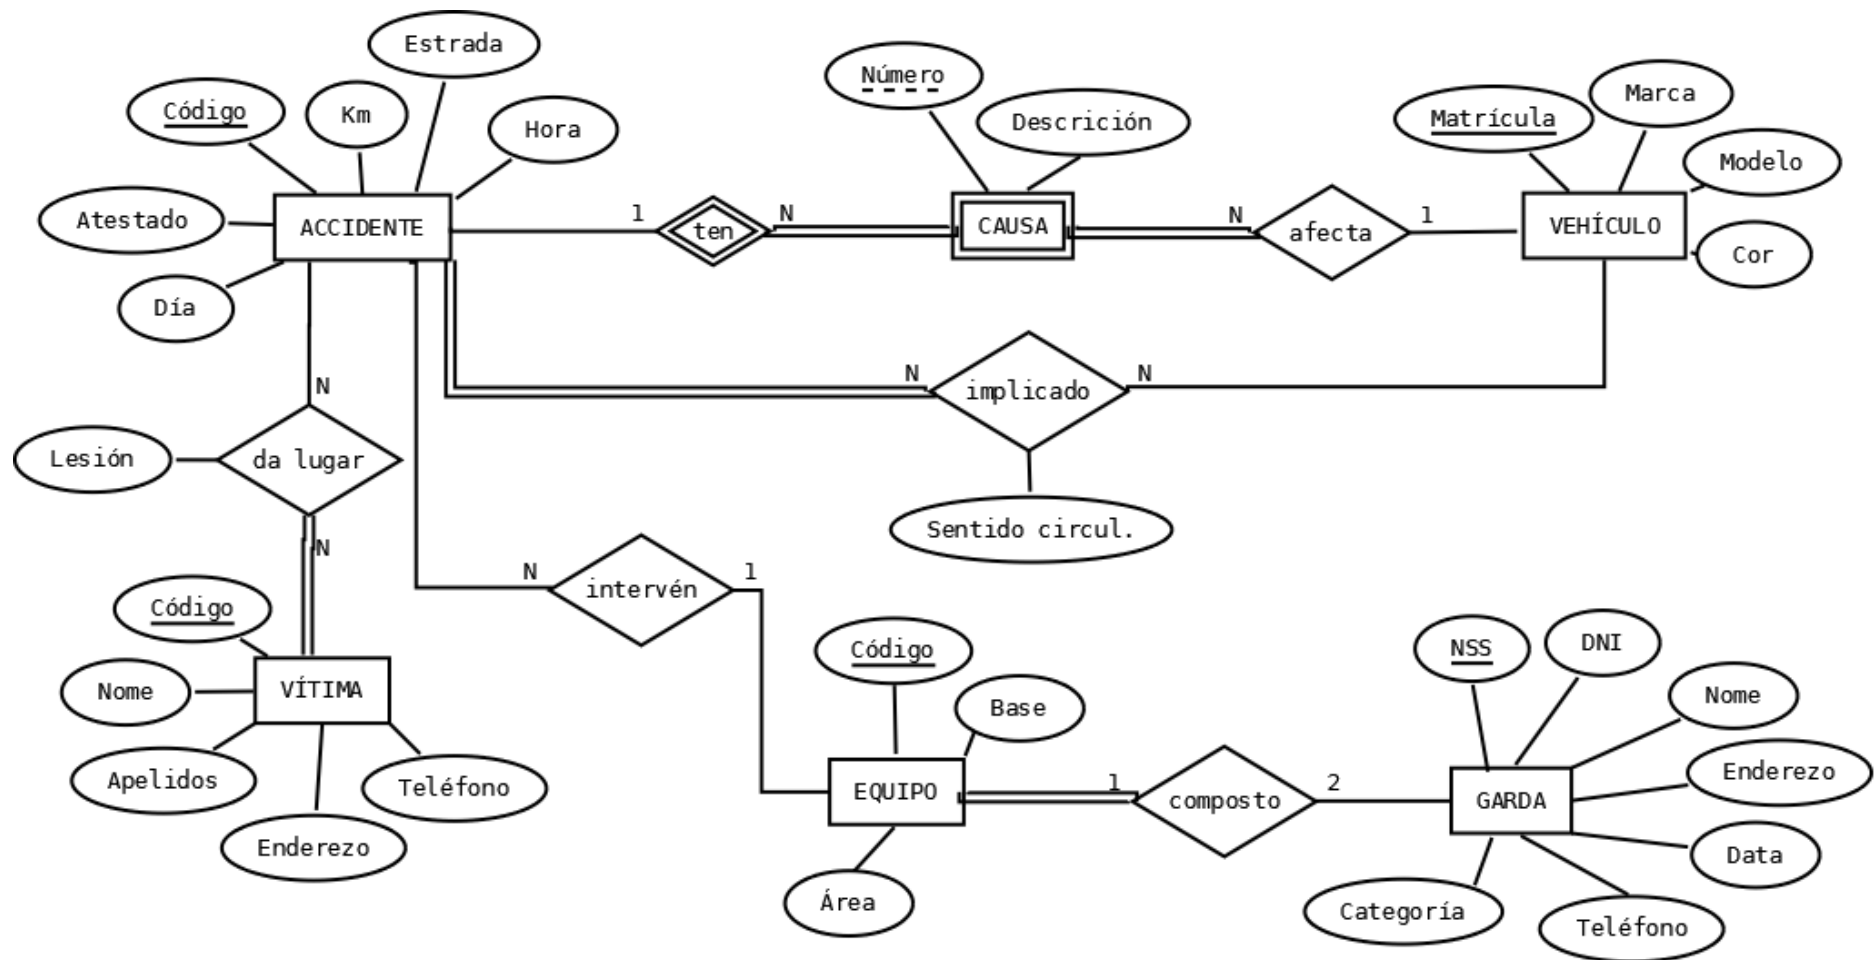 Estrada
Código
Km
Hora
Número
Descrición
Matrícula
Marca
Modelo
Atestado
ACCIDENTE
1
ten
N
CAUSA
N
afecta
1
VEHÍCULO
Cor
Día
N
implicado
N
N
Lesión
da lugar
Sentido circul.
N
N
intervén
1
Código
Nome
VÍTIMA
Apelidos
Teléfono
Enderezo
Código
Base
EQUIPO
Área
1
composto
2
NSS
DNI
Nome
Enderezo
GARDA
Data
Categoría
Teléfono